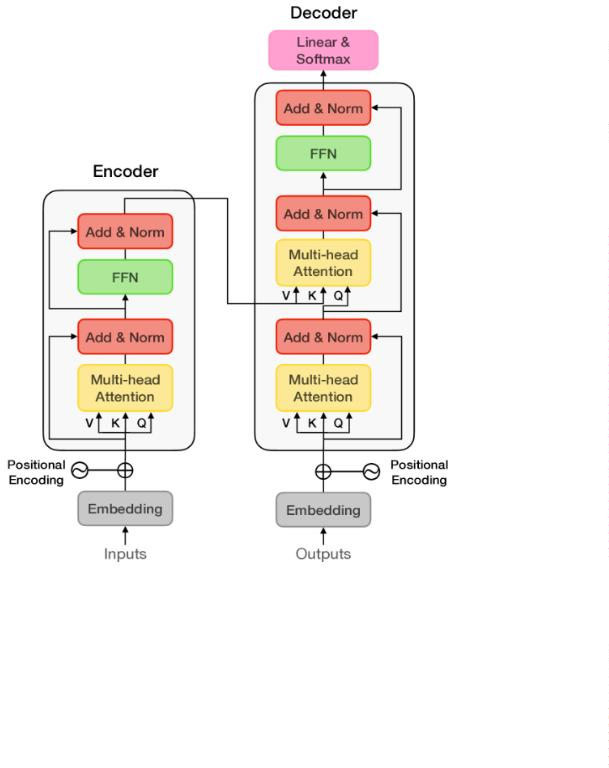 Decoder
Linear &
Softmax
Add & Norm
FFN
Add & Norm
Multi-head
Attention
V K Q
Add & Norm
Multi-head
Attention
V K Q
Positional
Encoding
Embedding
Outputs
Encoder
Add & Norm
FFN
Add & Norm
Multi-head
Attention
V K Q
Positional
Encoding
Embedding
Inputs